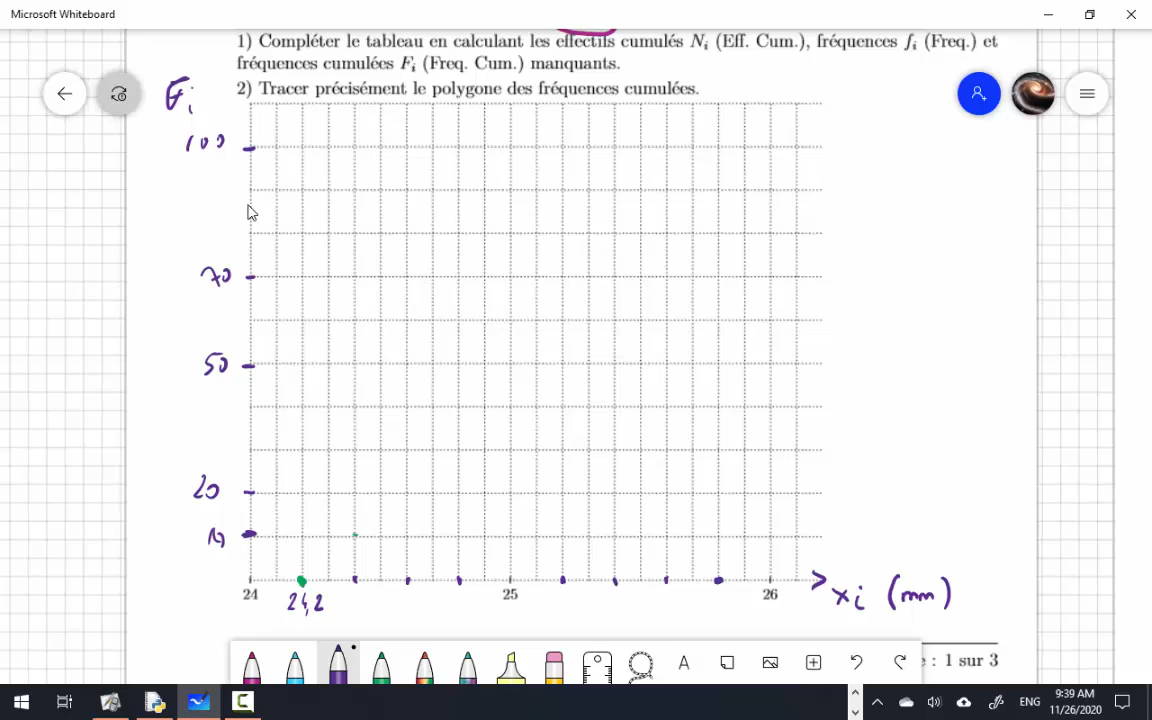 Microsoft Whiteboard
1) Compléter le tableau en calculant les effectifs cumulés Ni (Eff. Cum.), fréquences fi (Freq.) et
fréquences cumulées Fi (Freq. Cum.) manquants.
2) Tracer précisément le polygone des fréquences cumulées.
Fi
100
70
50
20
10
24
25
26
24,2
xi (mm)
e : 1 sur 3
A
ENG
9:39 AM
11/26/2020